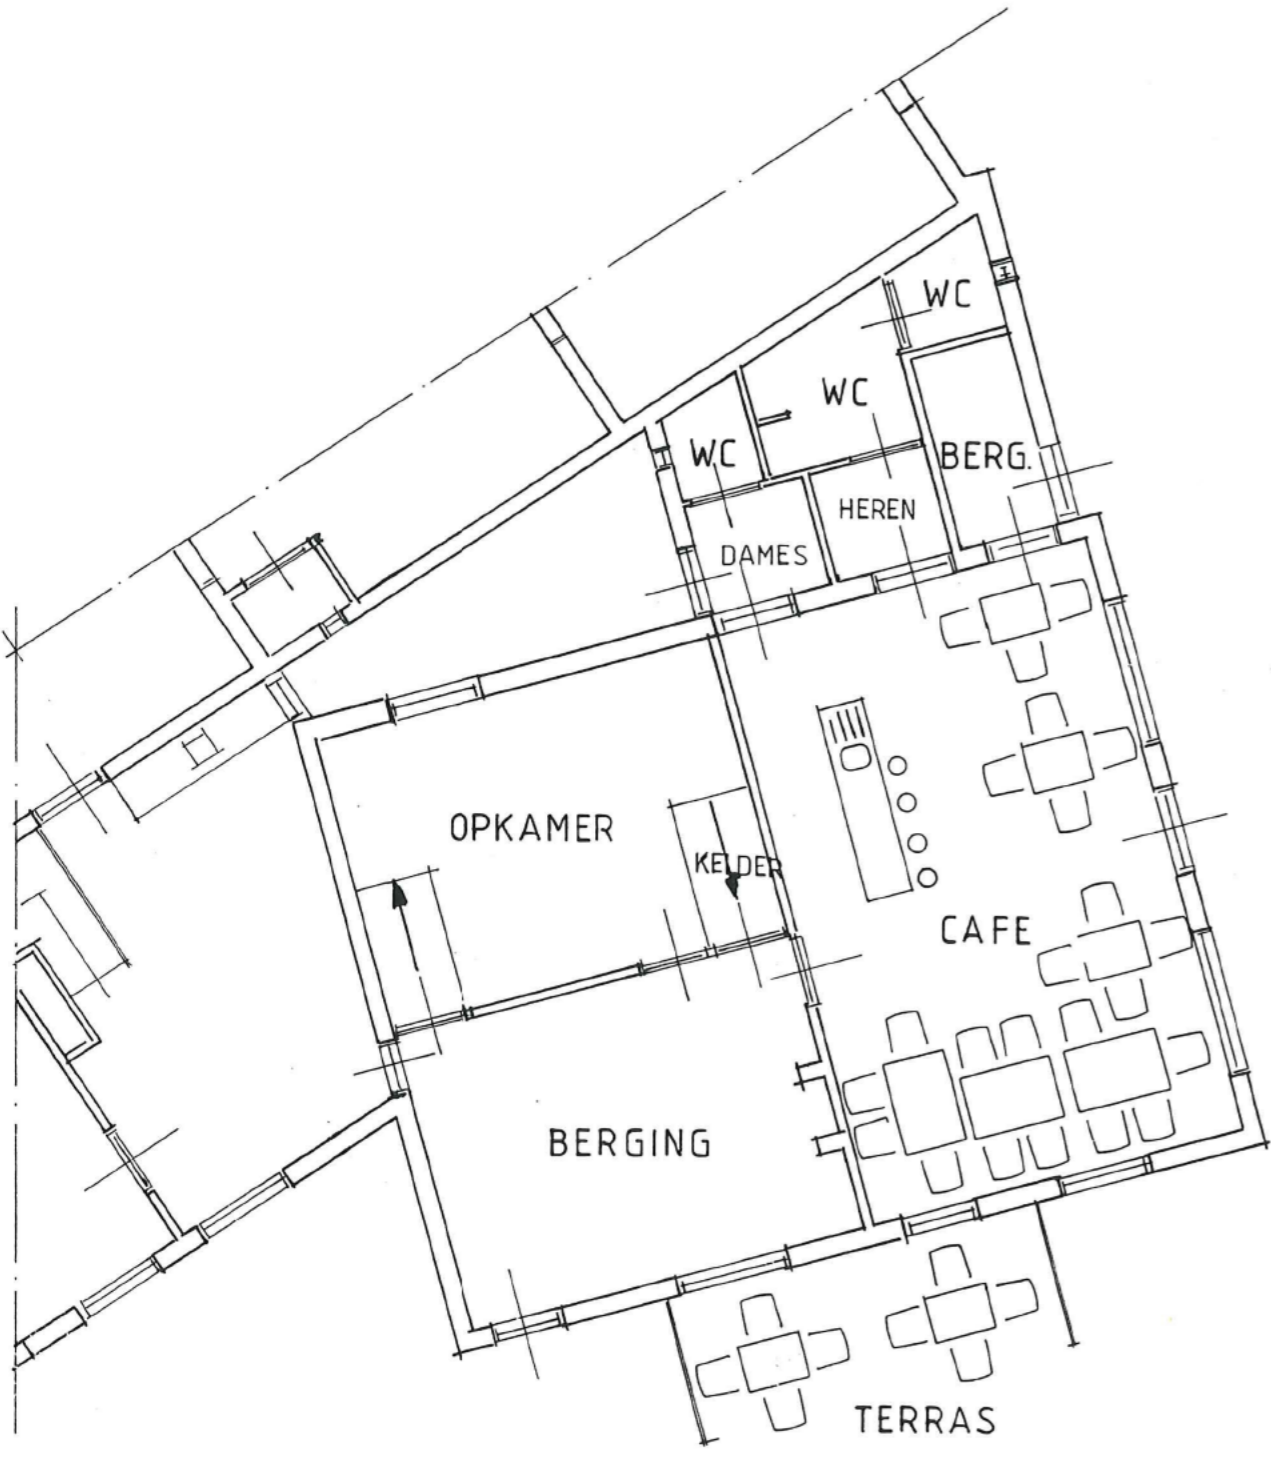 WC
WC
WC
BERG.
HEREN
DAMES
OPKAMER
KELDER
CAFE
BERGING
TERRAS